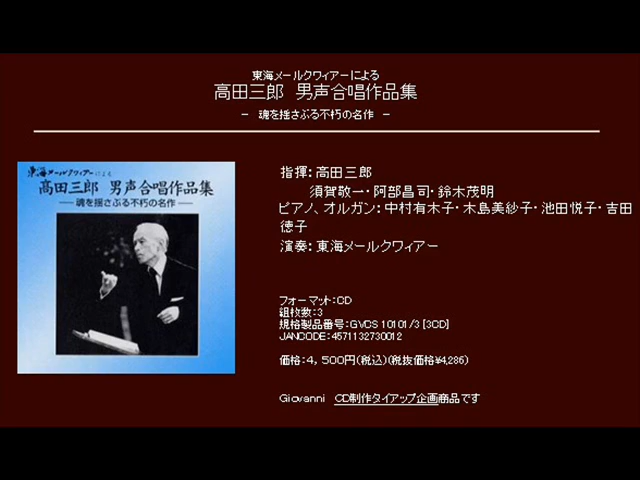 東海メールクワィアーによる
高田三郎 男声合唱作品集
－ 魂を揺さぶる不朽の名作 －
東海メールクワィアーによる
高田三郎 男声合唱作品集
──魂を揺さぶる不朽の名作──
指揮：高田三郎
須賀敬一・阿部昌司・鈴木茂明
ピアノ、オルガン：中村有木子・木島美紗子・池田悦子・吉田
徳子
演奏：東海メールクワィアー
フォーマット：CD
組枚数：3
規格製品番号：GVCS 10101/3 [3CD]
JANCODE：4571132730012
価格：4，500円（税込）（税抜価格¥4,286）
Giovanni CD制作タイアップ企画商品です